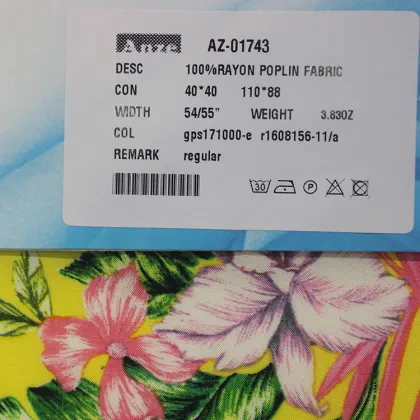 Anze AZ-01743
DESC 100%RAYON POPLIN FABRIC
CON 40*40 110*88
WIDTH 54/55" WEIGHT 3.83OZ
COL gps171000-e r1608156-11/a
REMARK regular
30 P